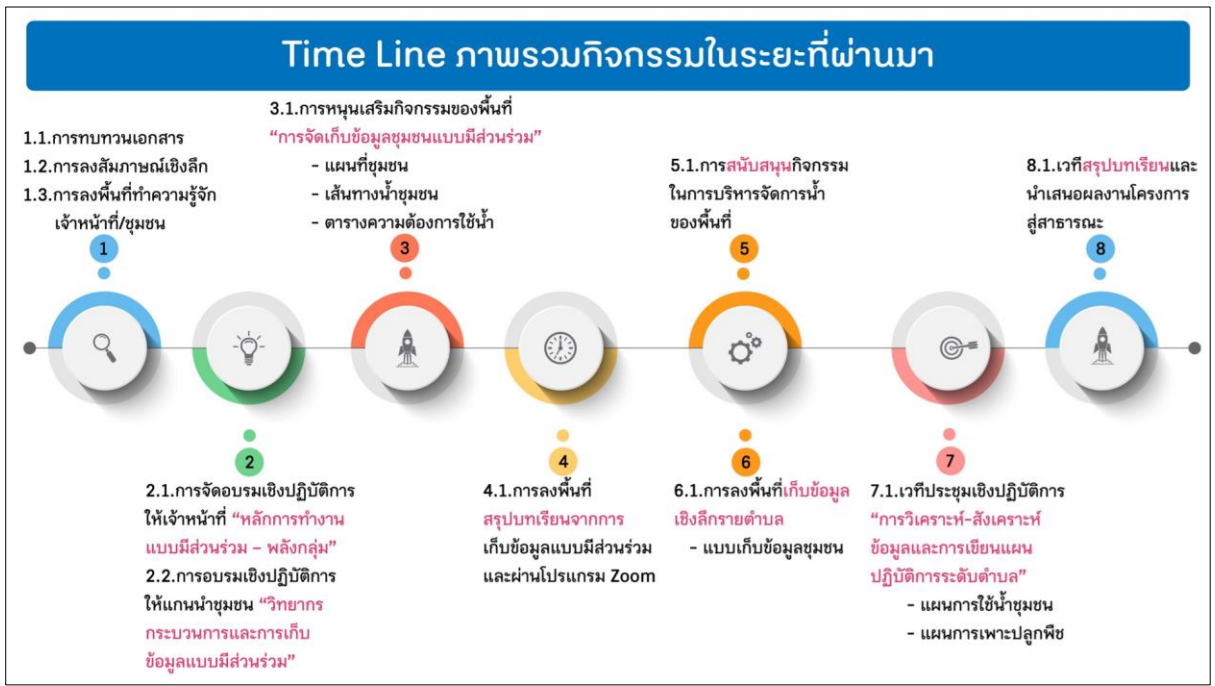 Time Line ภาพรวมกิจกรรมในระยะที่ผ่านมา
1.1.การทบทวนเอกสาร
1.2.การลงสัมภาษณ์เชิงลึก
1.3.การลงพื้นที่ทำความรู้จัก
เจ้าหน้าที่/ชุมชน
1
2
2.1.การจัดอบรมเชิงปฏิบัติการ
ให้เจ้าหน้าที่ “หลักการทำงาน
แบบมีส่วนร่วม – พลังกลุ่ม”
2.2.การอบรมเชิงปฏิบัติการ
ให้แกนนำชุมชน “วิทยากร
กระบวนการและการเก็บ
ข้อมูลแบบมีส่วนร่วม”
3.1.การหนุนเสริมกิจกรรมของพื้นที่
“การจัดเก็บข้อมูลชุมชนแบบมีส่วนร่วม”
- แผนที่ชุมชน
- เส้นทางน้ำชุมชน
- ตารางความต้องการใช้น้ำ
3
4
4.1.การลงพื้นที่
สรุปบทเรียนจากการ
เก็บข้อมูลแบบมีส่วนร่วม
และผ่านโปรแกรม Zoom
5.1.การสนับสนุนกิจกรรม
ในการบริหารจัดการน้ำ
ของพื้นที่
5
6
6.1.การลงพื้นที่เก็บข้อมูล
เชิงลึกรายตำบล
- แบบเก็บข้อมูลชุมชน
7
7.1.เวทีประชุมเชิงปฏิบัติการ
“การวิเคราะห์-สังเคราะห์
ข้อมูลและการเขียนแผน
ปฏิบัติการระดับตำบล”
- แผนการใช้น้ำชุมชน
- แผนการเพาะปลูกพืช
8.1.เวทีสรุปบทเรียนและ
นำเสนอผลงานโครงการ
สู่สาธารณะ
8